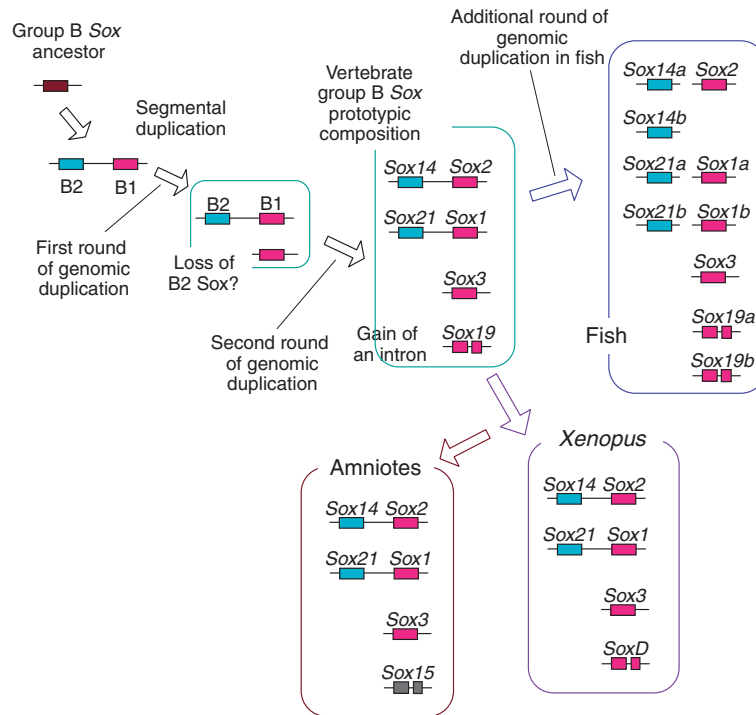 Group B Sox
ancestor
Segmental
duplication
B2 B1
First round
of genomic
duplication
B2 B1
Loss of
B2 Sox?
Second round
of genomic
duplication
Vertebrate
group B Sox
prototypic
composition
Sox14 Sox2
Sox21 Sox1
Sox3
Gain of
an intron
Sox19
Additional round of
genomic
duplication in fish
Sox14a Sox2
Sox14b
Sox21a Sox1a
Sox21b Sox1b
Sox3
Sox19a
Fish
Sox19b
Amniotes
Sox14 Sox2
Sox21 Sox1
Sox3
Sox15
Xenopus
Sox14 Sox2
Sox21 Sox1
Sox3
SoxD